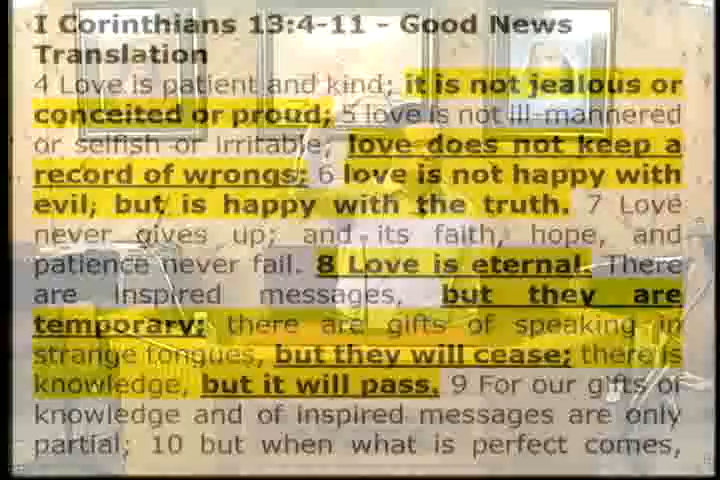 I Corinthians 13:4-11 - Good News
Translation
4 Love is patient and kind; it is not jealous or
conceited or proud; 5 love is not ill-mannered
or selfish or irritable; love does not keep a
record of wrongs; 6 love is not happy with
evil; but is happy with the truth. 7 Love
never gives up; and its faith, hope, and
patience never fail. 8 Love is eternal. There
are inspired messages, but they are
temporary; there are gifts of speaking in
strange tongues, but they will cease; there is
knowledge, but it will pass. 9 For our gifts of
knowledge and of inspired messages are only
partial; 10 but when what is perfect comes,